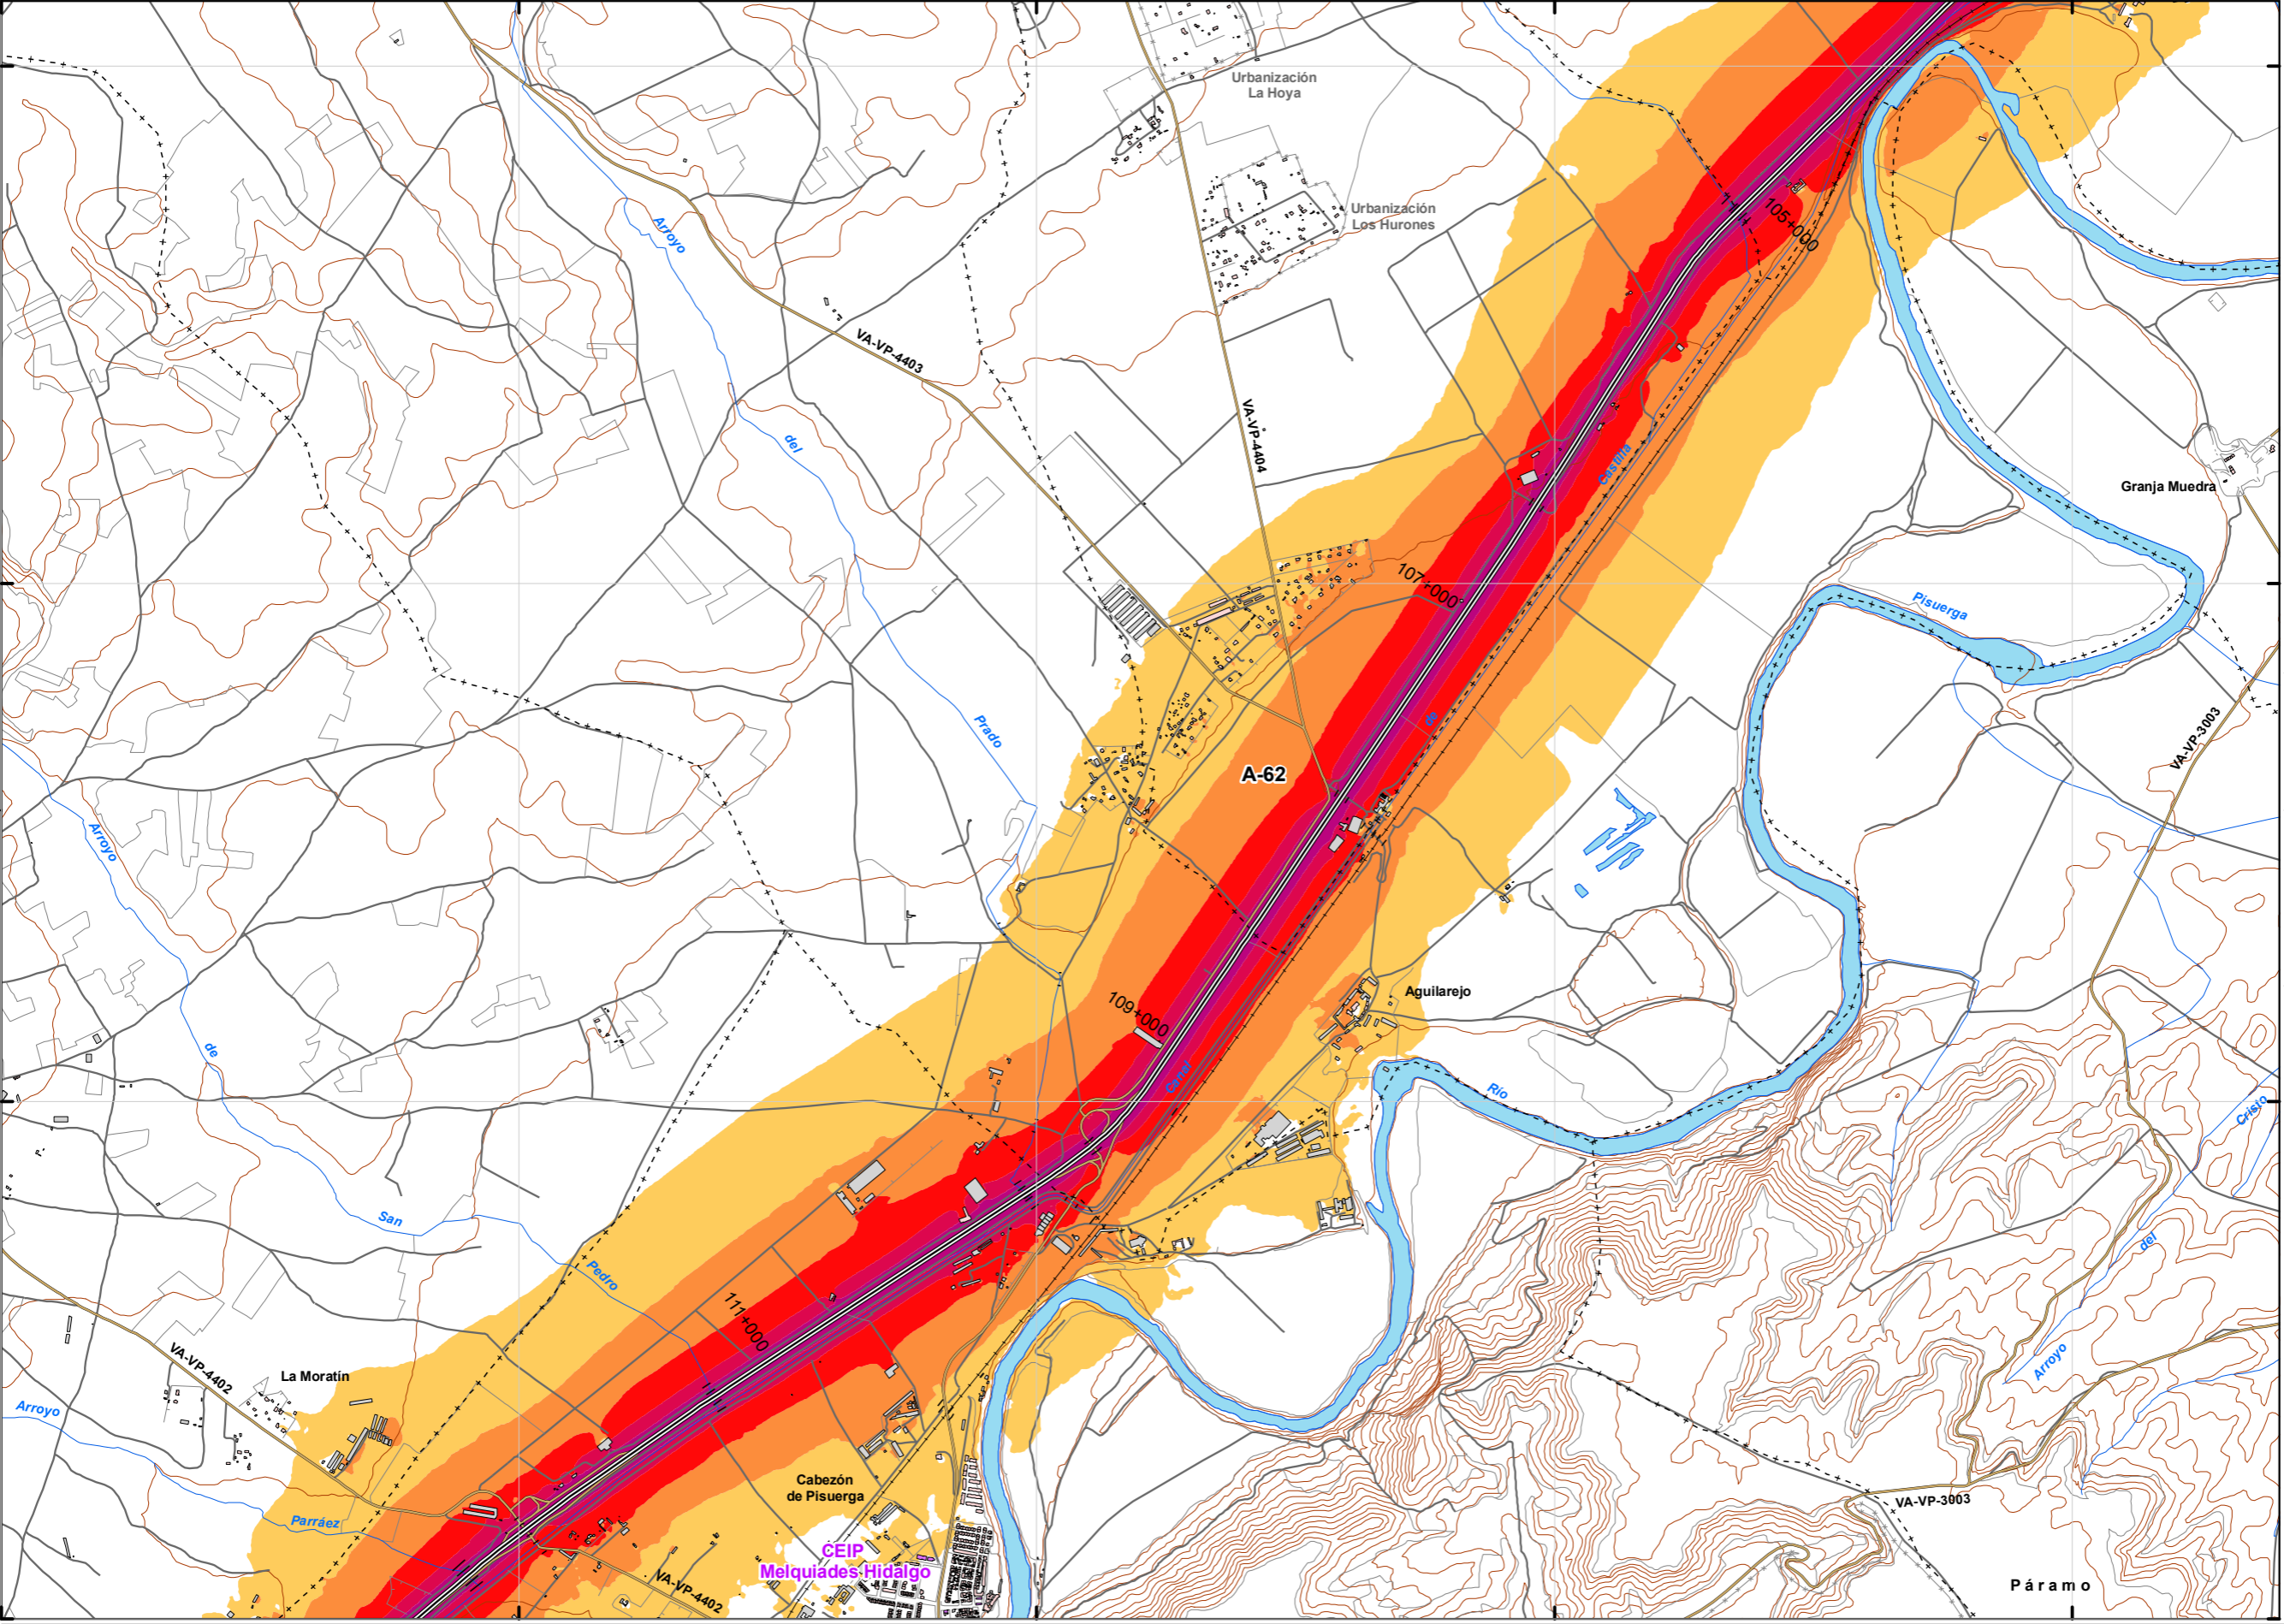 Urbanización
La Hoya
Urbanización
Los Hurones
105+000
Arroyo
VA-VP-4403
del
VA-VP-4404
Castilla
Granja Muedra
107+000
Pisuerga
Prado
de
VA-VP-3003
A-62
Arroyo
Aguilarejo
109+000
de
Canal
Río
Cristo
San
del
Pedro
111+000
VA-VP-4402
La Moratín
Arroyo
Arroyo
Cabezón
de Pisuerga
VA-VP-3003
Parráez
CEIP
Melquiades Hidalgo
VA-VP-4402
Páramo